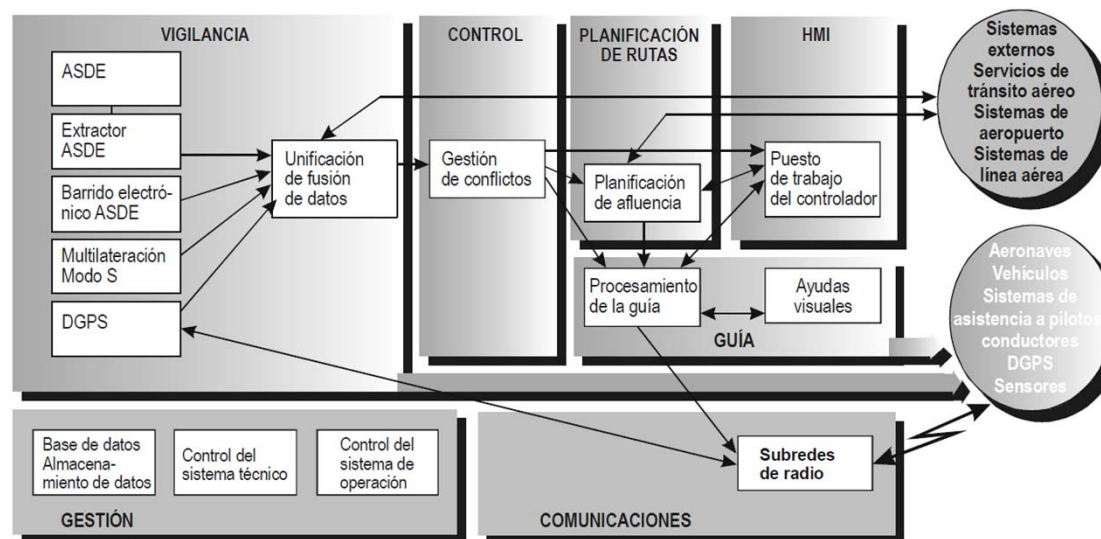 VIGILANCIA
ASDE
Extractor
ASDE
Barrido electró-
nico ASDE
Multilateración
Modo S
DGPS
Unificación
de fusión
de datos
CONTROL
Gestión
de conflictos
PLANIFICACIÓN
DE RUTAS
Planificación
de afluencia
HMI
Puesto
de trabajo
del controlador
Procesamiento
de la guía
Ayudas
visuales
GUÍA
Sistemas
externos
Servicios de
tránsito aéreo
Sistemas de
aeropuerto
Sistemas de
línea aérea
Aeronaves
Vehículos
Sistemas de
asistencia a pilotos
conductores
DGPS
Sensores
Base de datos
Almacena-
miento de datos
Control del
sistema técnico
Control del
sistema de
operación
GESTIÓN
Subredes
de radio
COMUNICACIONES